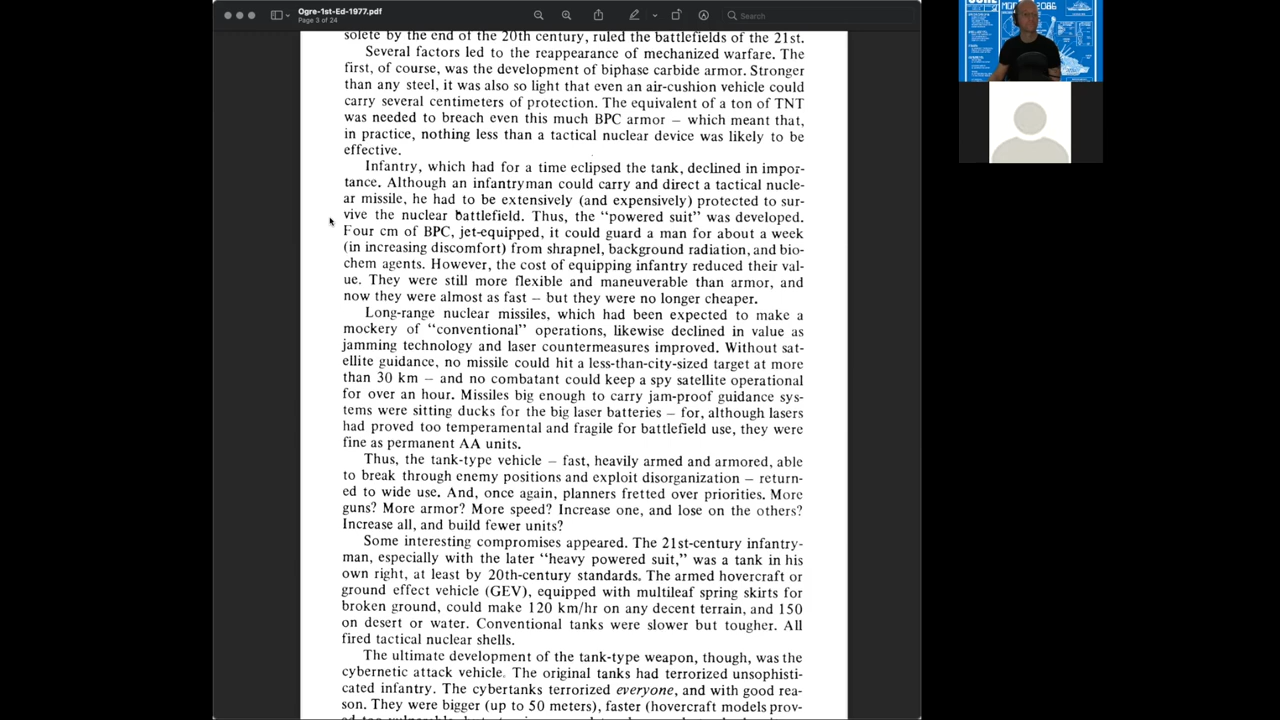 Ogre-1st-Ed-1977.pdf
Page 3 of 24
Search
solete by the end of the 20th century, ruled the battlefields of the 21st.
Several factors led to the reappearance of mechanized warfare. The
first, of course, was the development of biphase carbide armor. Stronger
than any steel, it was also so light that even an air-cushion vehicle could
carry several centimeters of protection. The equivalent of a ton of TNT
was needed to breach even this much BPC armor – which meant that,
in practice, nothing less than a tactical nuclear device was likely to be
effective.
Infantry, which had for a time eclipsed the tank, declined in impor-
tance. Although an infantryman could carry and direct a tactical nucle-
ar missile, he had to be extensively (and expensively) protected to sur-
vive the nuclear battlefield. Thus, the “powered suit” was developed.
Four cm of BPC, jet-equipped, it could guard a man for about a week
(in increasing discomfort) from shrapnel, background radiation, and bio-
chem agents. However, the cost of equipping infantry reduced their val-
ue. They were still more flexible and maneuverable than armor, and
now they were almost as fast – but they were no longer cheaper.
Long-range nuclear missiles, which had been expected to make a
mockery of “conventional” operations, likewise declined in value as
jamming technology and laser countermeasures improved. Without sat-
ellite guidance, no missile could hit a less-than-city-sized target at more
than 30 km – and no combatant could keep a spy satellite operational
for over an hour. Missiles big enough to carry jam-proof guidance sys-
tems were sitting ducks for the big laser batteries – for, although lasers
had proved too temperamental and fragile for battlefield use, they were
fine as permanent AA units.
Thus, the tank-type vehicle – fast, heavily armed and armored, able
to break through enemy positions and exploit disorganization – return-
ed to wide use. And, once again, planners fretted over priorities. More
guns? More armor? More speed? Increase one, and lose on the others?
Increase all, and build fewer units?
Some interesting compromises appeared. The 21st-century infantry-
man, especially with the later “heavy powered suit,” was a tank in his
own right, at least by 20th-century standards. The armed hovercraft or
ground effect vehicle (GEV), equipped with multileaf spring skirts for
broken ground, could make 120 km/hr on any decent terrain, and 150
on desert or water. Conventional tanks were slower but tougher. All
fired tactical nuclear shells.
The ultimate development of the tank-type weapon, though, was the
cybernetic attack vehicle. The original tanks had terrorized unsophisti-
cated infantry. The cybertanks terrorized everyone, and with good rea-
son. They were bigger (up to 50 meters), faster (hovercraft models prov-